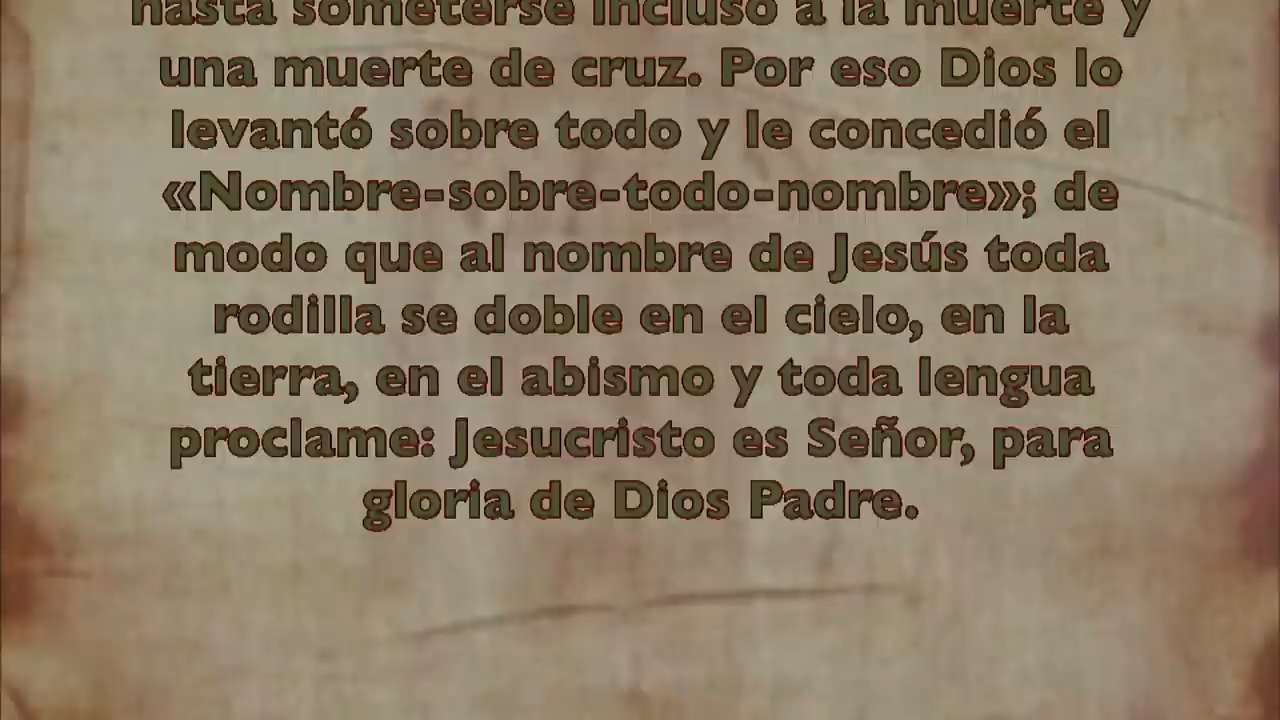 hasta someterse incluso a la muerte y
una muerte de cruz. Por eso Dios lo
levantó sobre todo y le concedió el
«Nombre-sobre-todo-nombre»; de
modo que al nombre de Jesús toda
rodilla se doble en el cielo, en la
tierra, en el abismo y toda lengua
proclame: Jesucristo es Señor, para
gloria de Dios Padre.